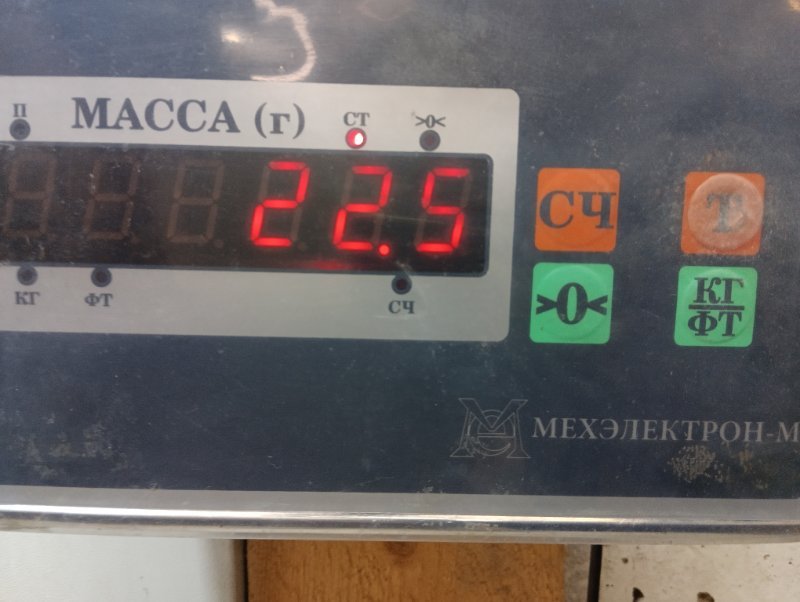 П
МАССА (г)
СТ
>0<
22.5
КГ
ФТ
СЧ
СЧ
Т
>0<
КГ
ФТ
МЕХЭЛЕКТРОН-М